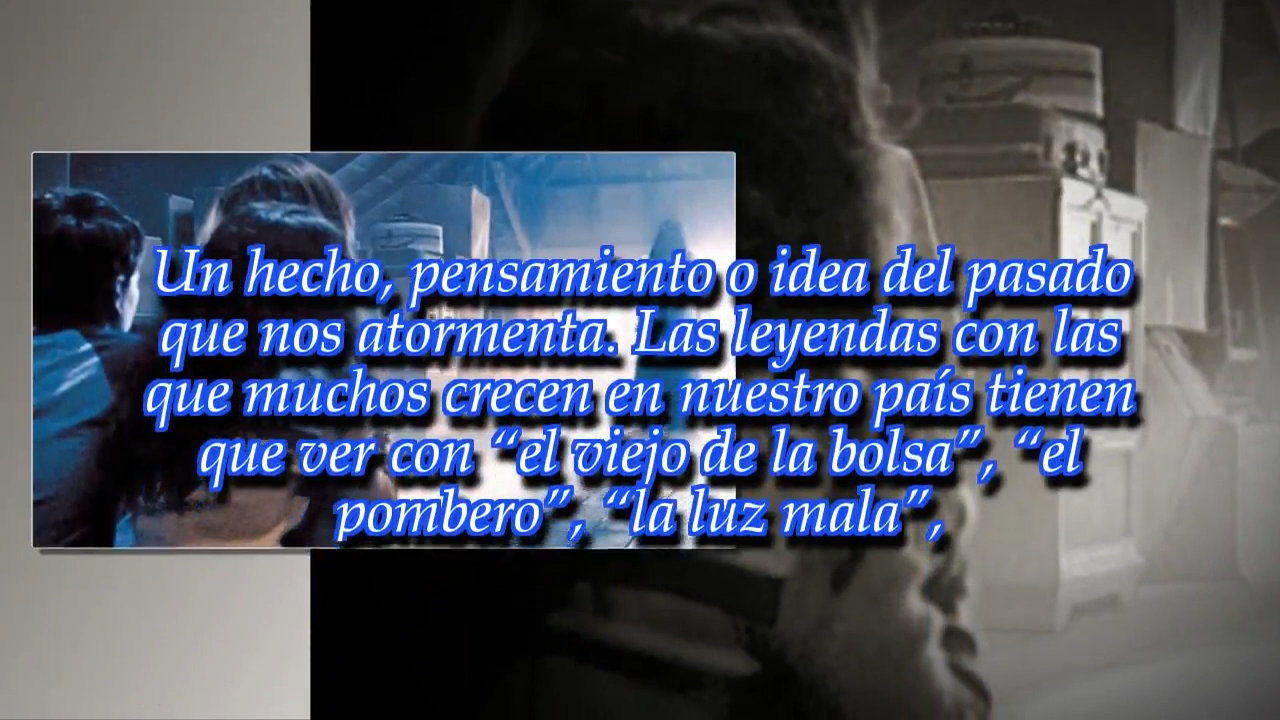 Un hecho, pensamiento o idea del pasado
que nos atormenta. Las leyendas con las
que muchos crecen en nuestro país tienen
que ver con “el viejo de la bolsa”, “el
pombero”, “la luz mala”,